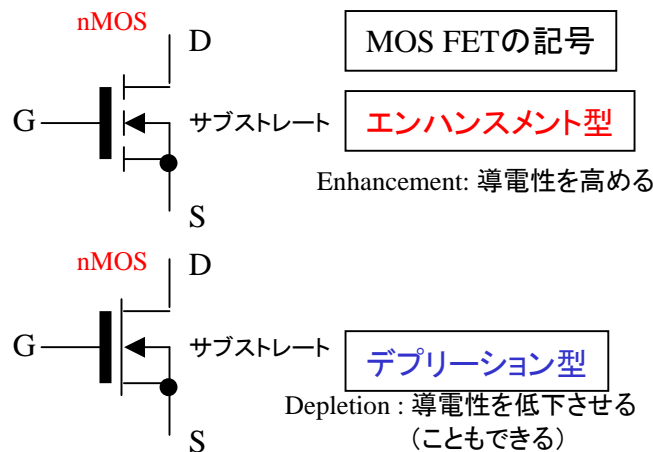 nMOS
D
MOS FETの記号
G
サブストレート
エンハンスメント型
Enhancement: 導電性を高める
S
nMOS
D
G
サブストレート
デプリーション型
Depletion : 導電性を低下させる
（こともできる）
S